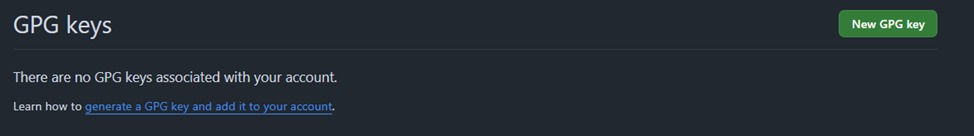 GPG keys
New GPG key
There are no GPG keys associated with your account.
Learn how to generate a GPG key and add it to your account.